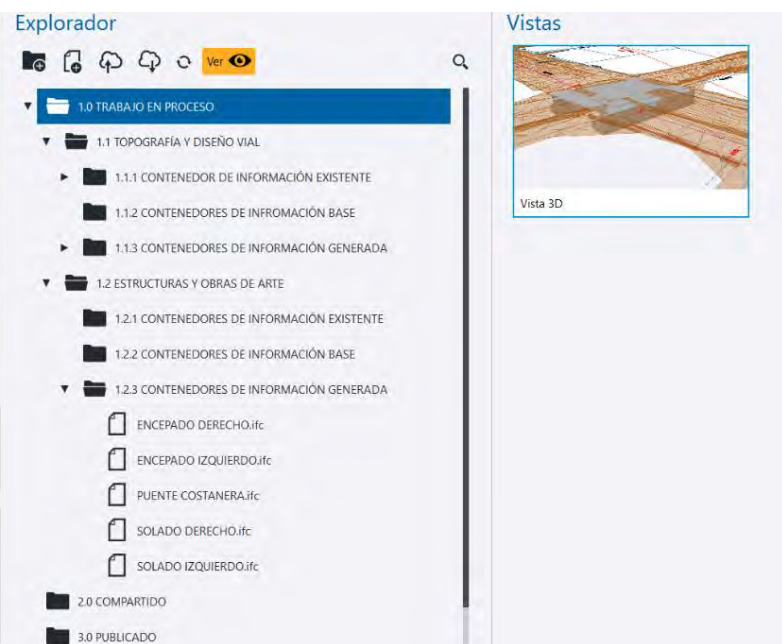 Explorador
Ver
1.0 TRABAJO EN PROCESO
1.1 TOPOGRAFÍA Y DISEÑO VIAL
1.1.1 CONTENEDOR DE INFORMACIÓN EXISTENTE
1.1.2 CONTENEDORES DE INFROMACIÓN BASE
1.1.3 CONTENEDORES DE INFORMACIÓN GENERADA
1.2 ESTRUCTURAS Y OBRAS DE ARTE
1.2.1 CONTENEDORES DE INFORMACIÓN EXISTENTE
1.2.2 CONTENEDORES DE INFORMACIÓN BASE
1.2.3 CONTENEDORES DE INFORMACIÓN GENERADA
ENCEPADO DERECHO.ifc
ENCEPADO IZQUIERDO.ifc
PUENTE COSTANERA.ifc
SOLADO DERECHO.ifc
SOLADO IZQUIERDO.ifc
2.0 COMPARTIDO
3.0 PUBLICADO
Vistas
Vista 3D